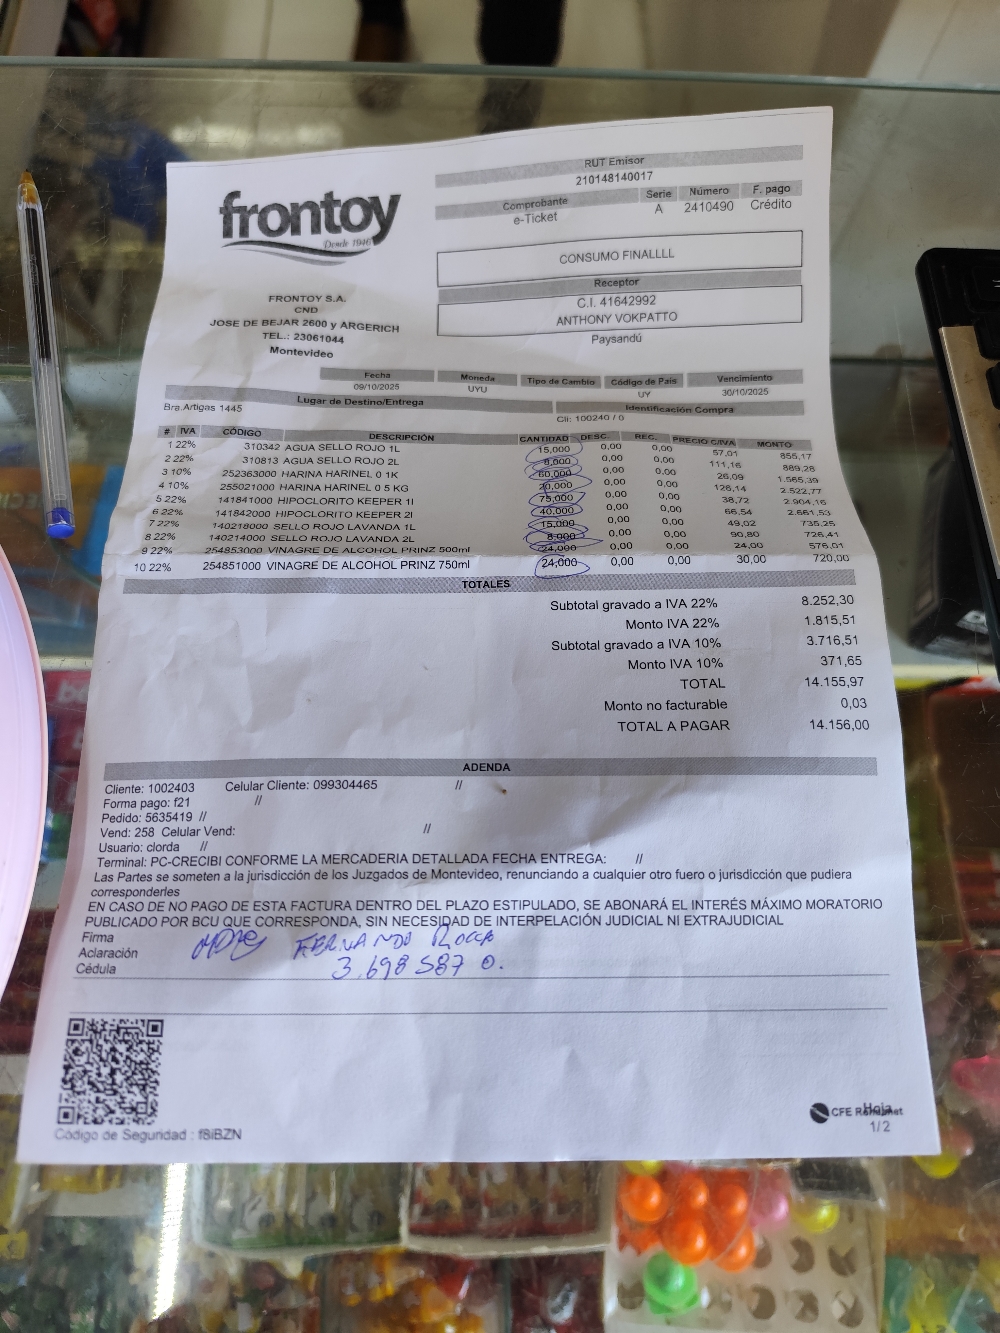 frontoy
Desde 1946
FRONTOY S.A.
CND
JOSE DE BEJAR 2600 y ARGERICH
TEL.: 23061044
Montevideo
RUT Emisor
210148140017
Comprobante Serie Número F. pago
e-Ticket A 2410490 Crédito
CONSUMO FINALLLL
Receptor
C.I. 41642992
ANTHONY VOKPATTO
Paysandú
Fecha Moneda Tipo de Cambio Código de País Vencimiento
09/10/2025 UYU UY 30/10/2025
Lugar de Destino/Entrega Identificación Compra
Bra.Artigas 1445 Cli: 100240 / 0
# IVA CÓDIGO DESCRIPCIÓN CANTIDAD DESC. REC. PRECIO C/IVA MONTO
1 22% 310342 AGUA SELLO ROJO 1L 15,000 0,00 0,00 57,01 855,17
2 22% 310813 AGUA SELLO ROJO 2L 8,000 0,00 0,00 111,16 889,28
3 10% 252363000 HARINA HARINEL 0 1K 60,000 0,00 0,00 26,09 1.565,39
4 10% 255021000 HARINA HARINEL 0 5 KG 20,000 0,00 0,00 126,14 2.522,77
5 22% 141841000 HIPOCLORITO KEEPER 1l 75,000 0,00 0,00 38,72 2.904,16
6 22% 141842000 HIPOCLORITO KEEPER 2l 40,000 0,00 0,00 66,54 2.661,53
7 22% 140218000 SELLO ROJO LAVANDA 1L 15,000 0,00 0,00 49,02 735,25
8 22% 140214000 SELLO ROJO LAVANDA 2L 8,000 0,00 0,00 90,80 726,41
9 22% 254853000 VINAGRE DE ALCOHOL PRINZ 500ml 24,000 0,00 0,00 24,00 576,01
10 22% 254851000 VINAGRE DE ALCOHOL PRINZ 750ml 24,000 0,00 0,00 30,00 720,00
TOTALES
Subtotal gravado a IVA 22% 8.252,30
Monto IVA 22% 1.815,51
Subtotal gravado a IVA 10% 3.716,51
Monto IVA 10% 371,65
TOTAL 14.155,97
Monto no facturable 0,03
TOTAL A PAGAR 14.156,00
ADENDA
Cliente: 1002403 Celular Cliente: 099304465 //
Forma pago: f21 //
Pedido: 5635419 //
Vend: 258 Celular Vend: //
Usuario: clorda //
Terminal: PC-CRECIBI CONFORME LA MERCADERIA DETALLADA FECHA ENTREGA: //
Las Partes se someten a la jurisdicción de los Juzgados de Montevideo, renunciando a cualquier otro fuero o jurisdicción que pudiera
corresponderles
EN CASO DE NO PAGO DE ESTA FACTURA DENTRO DEL PLAZO ESTIPULADO, SE ABONARÁ EL INTERÉS MÁXIMO MORATORIO
PUBLICADO POR BCU QUE CORRESPONDA, SIN NECESIDAD DE INTERPELACIÓN JUDICIAL NI EXTRAJUDICIAL
Firma
Aclaración FERNANDO Rocca
Cédula 3.698587 0.
Código de Seguridad : f8iBZN
CFE
Hoja
1/2